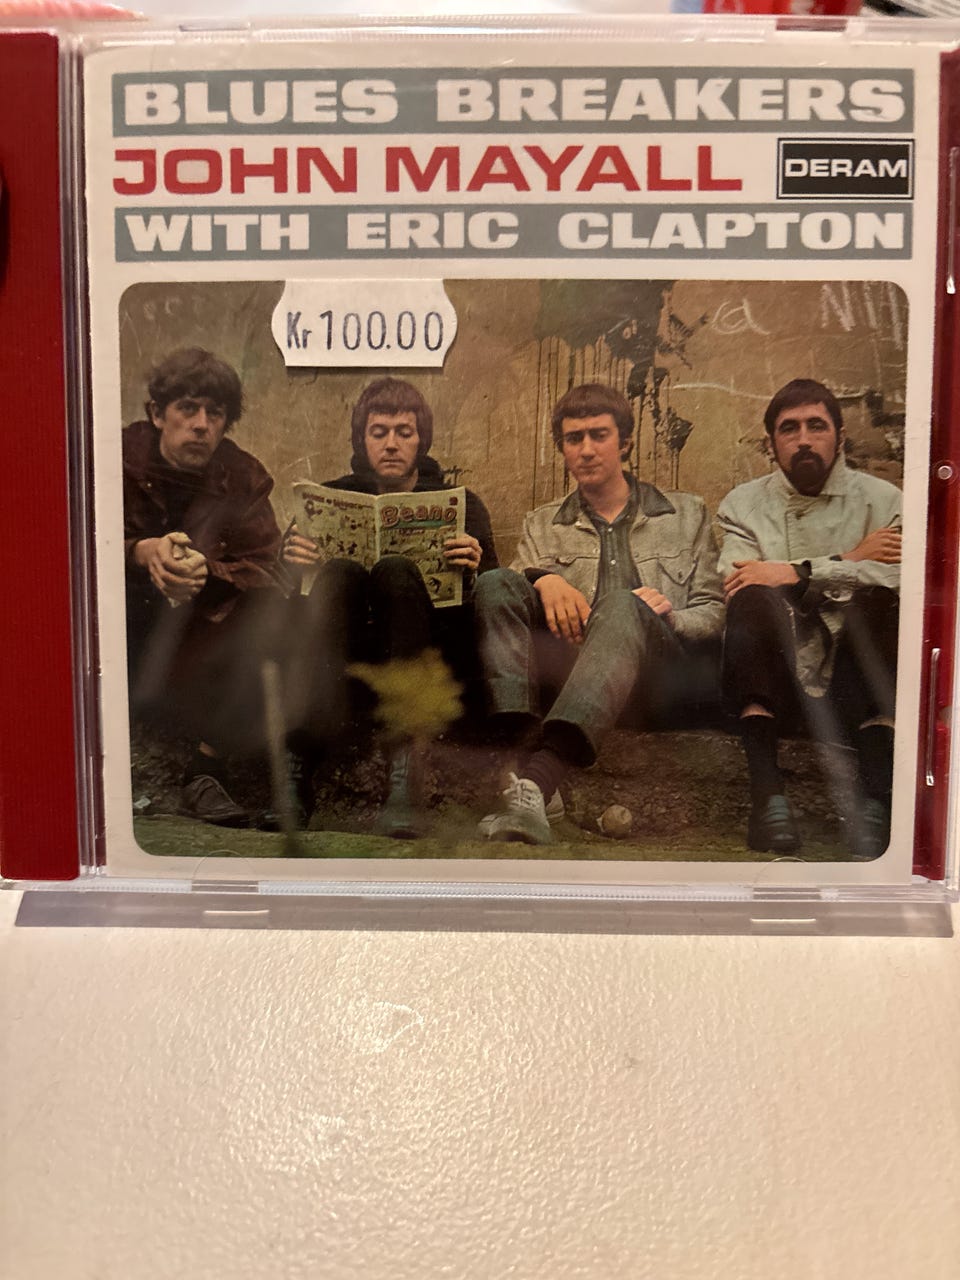 BLUES BREAKERS
JOHN MAYALL
DERAM
WITH ERIC CLAPTON
Kr 100.00
Beano